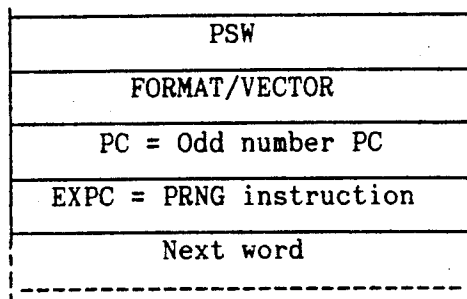 PSW
FORMAT/VECTOR
PC = Odd number PC
EXPC = PRNG instruction
Next word